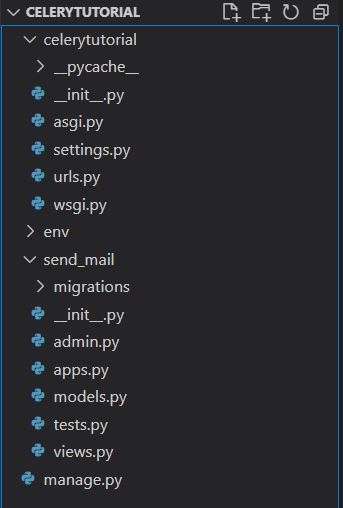 CELERYTUTORIAL
celerytutorial
__pycache__
__init__.py
asgi.py
settings.py
urls.py
wsgi.py
env
send_mail
migrations
__init__.py
admin.py
apps.py
models.py
tests.py
views.py
manage.py